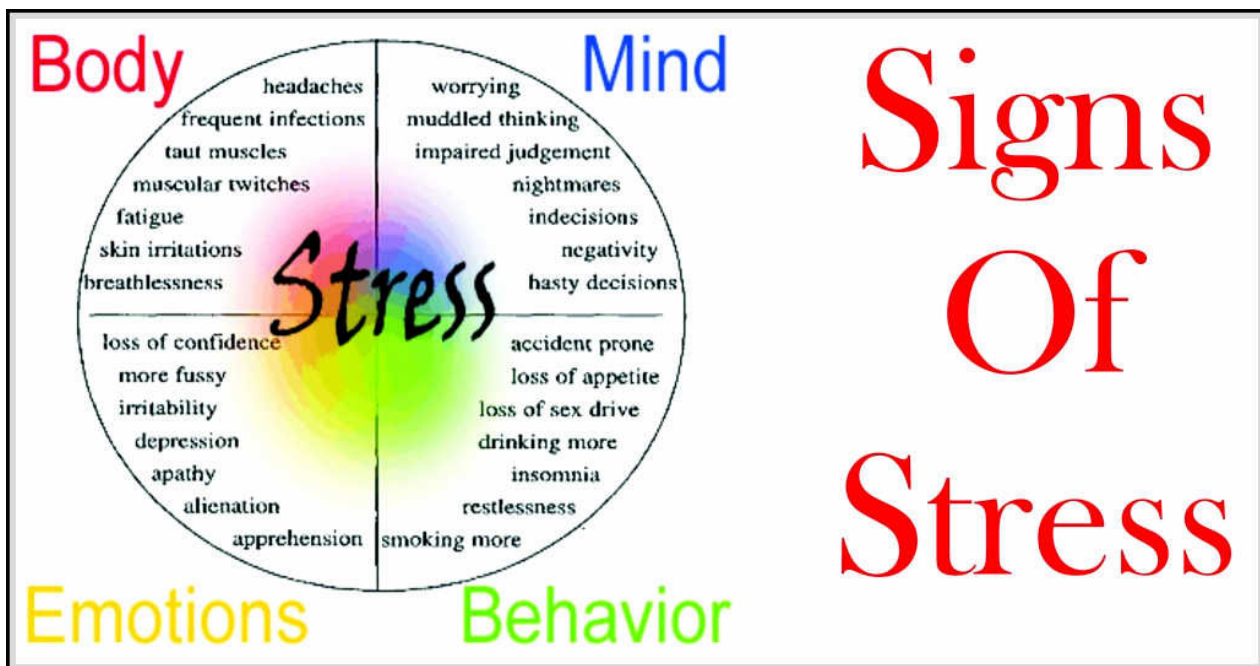 Body
headaches
frequent infections
taut muscles
muscular twitches
fatigue
skin irritations
breathlessness
Mind
worrying
muddled thinking
impaired judgement
nightmares
indecisions
negativity
hasty decisions
Stress
loss of confidence
more fussy
irritability
depression
apathy
alienation
apprehension
Emotions
accident prone
loss of appetite
loss of sex drive
drinking more
insomnia
restlessness
smoking more
Behavior
Signs
Of
Stress